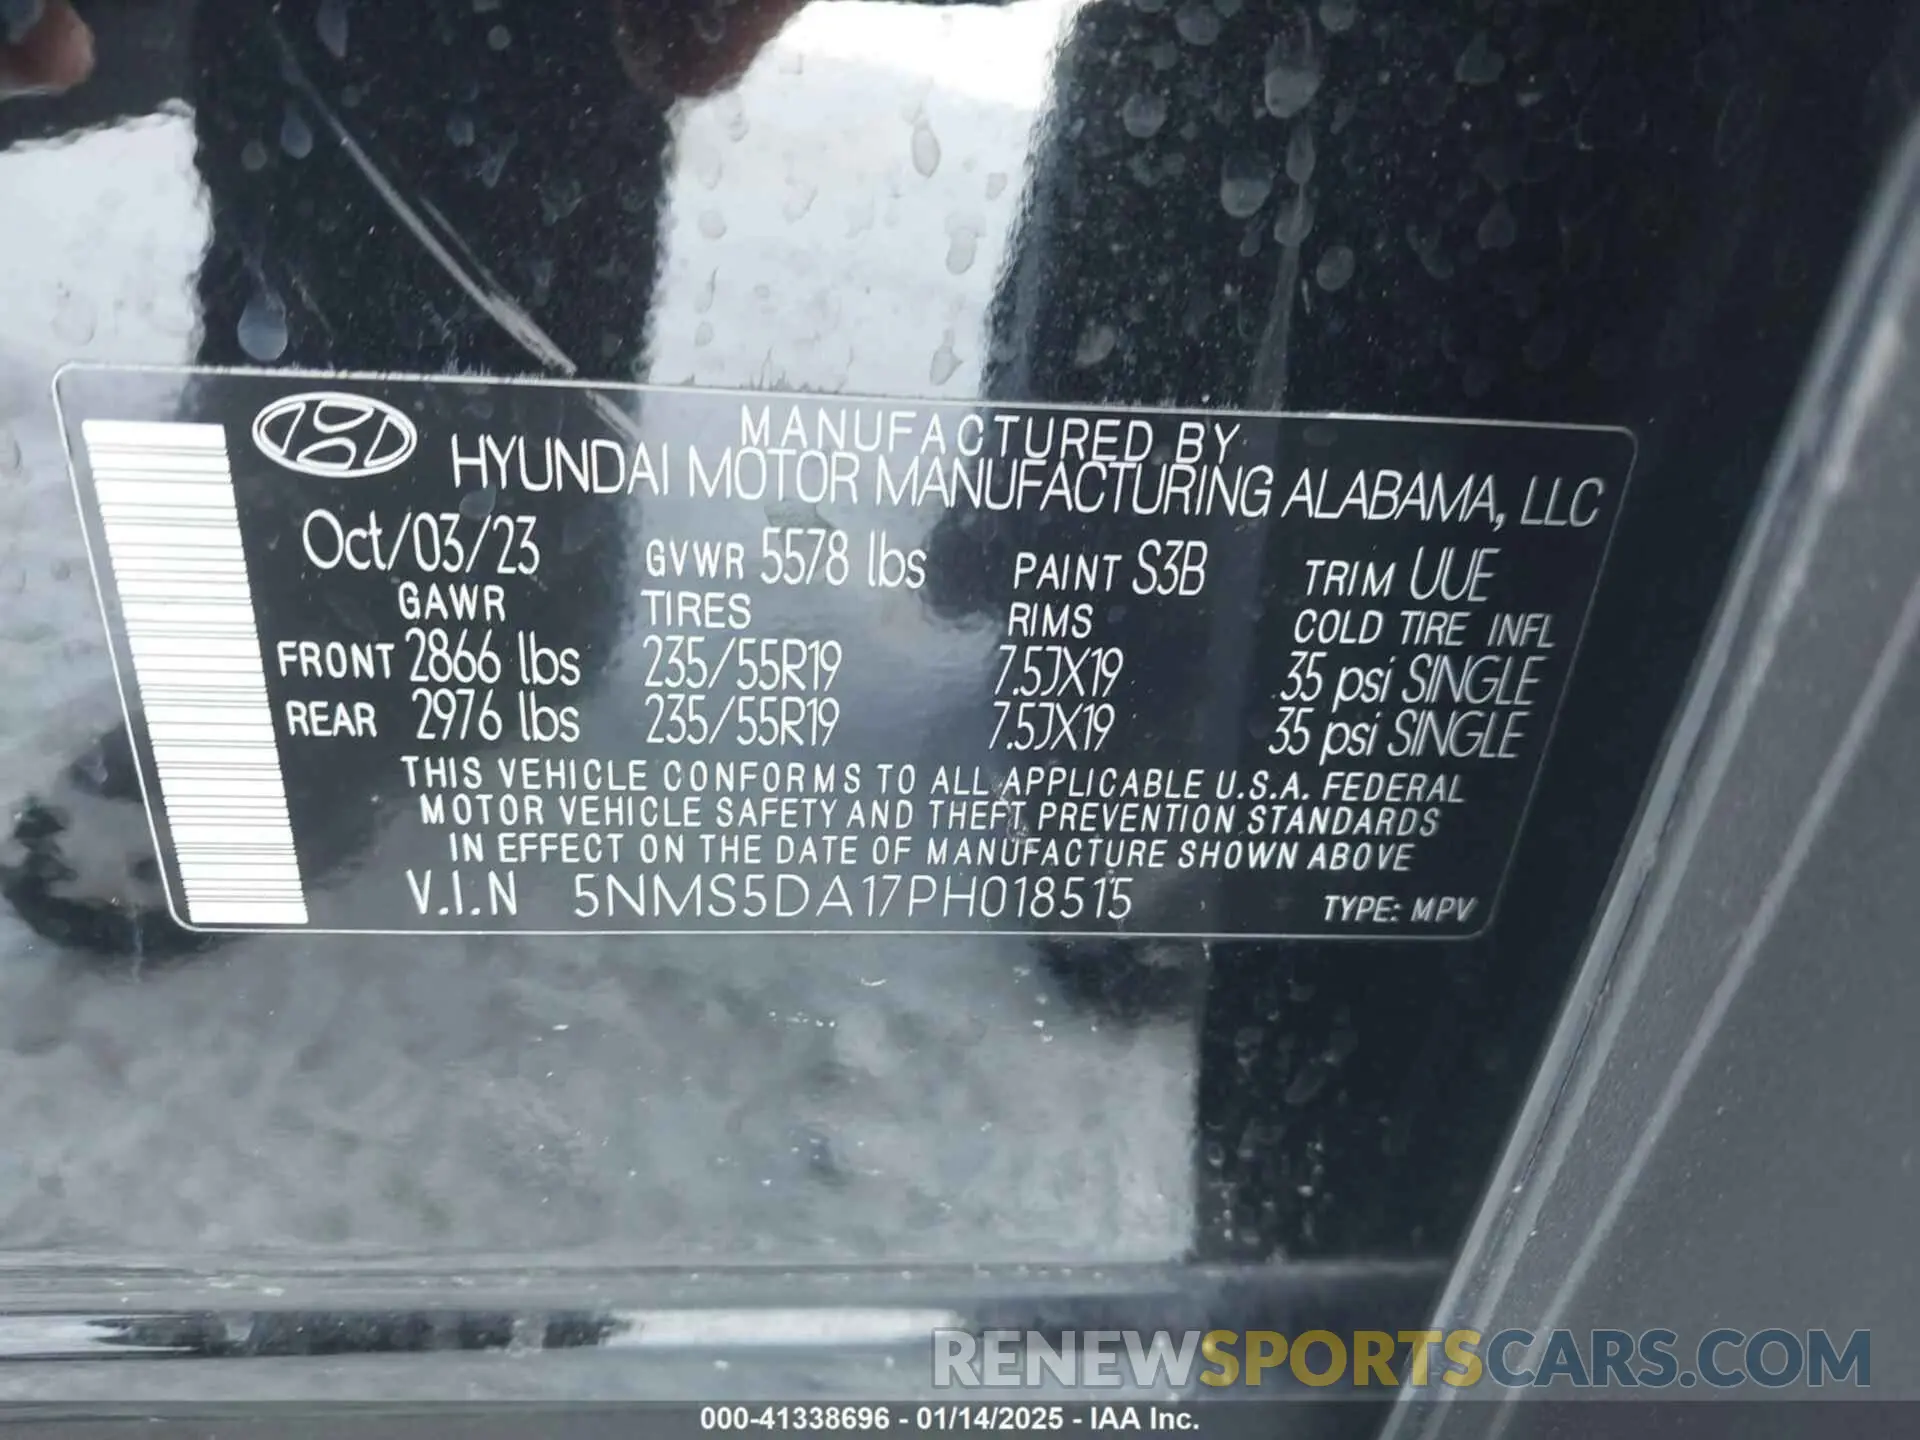 MANUFACTURED BY
HYUNDAI MOTOR MANUFACTURING ALABAMA, LLC
Oct/03/23 GVWR 5578 lbs PAINT S3B TRIM UUE
GAWR TIRES RIMS COLD TIRE INFL
FRONT 2866 lbs 235/55R19 7.5JX19 35 psi SINGLE
REAR 2976 lbs 235/55R19 7.5JX19 35 psi SINGLE
THIS VEHICLE CONFORMS TO ALL APPLICABLE U.S.A. FEDERAL
MOTOR VEHICLE SAFETY AND THEFT PREVENTION STANDARDS
IN EFFECT ON THE DATE OF MANUFACTURE SHOWN ABOVE
V.I.N 5NMS5DA17PH018515 TYPE: MPV
RENEWSPORTSCARS.COM
000-41338696 - 01/14/2025 - IAA Inc.